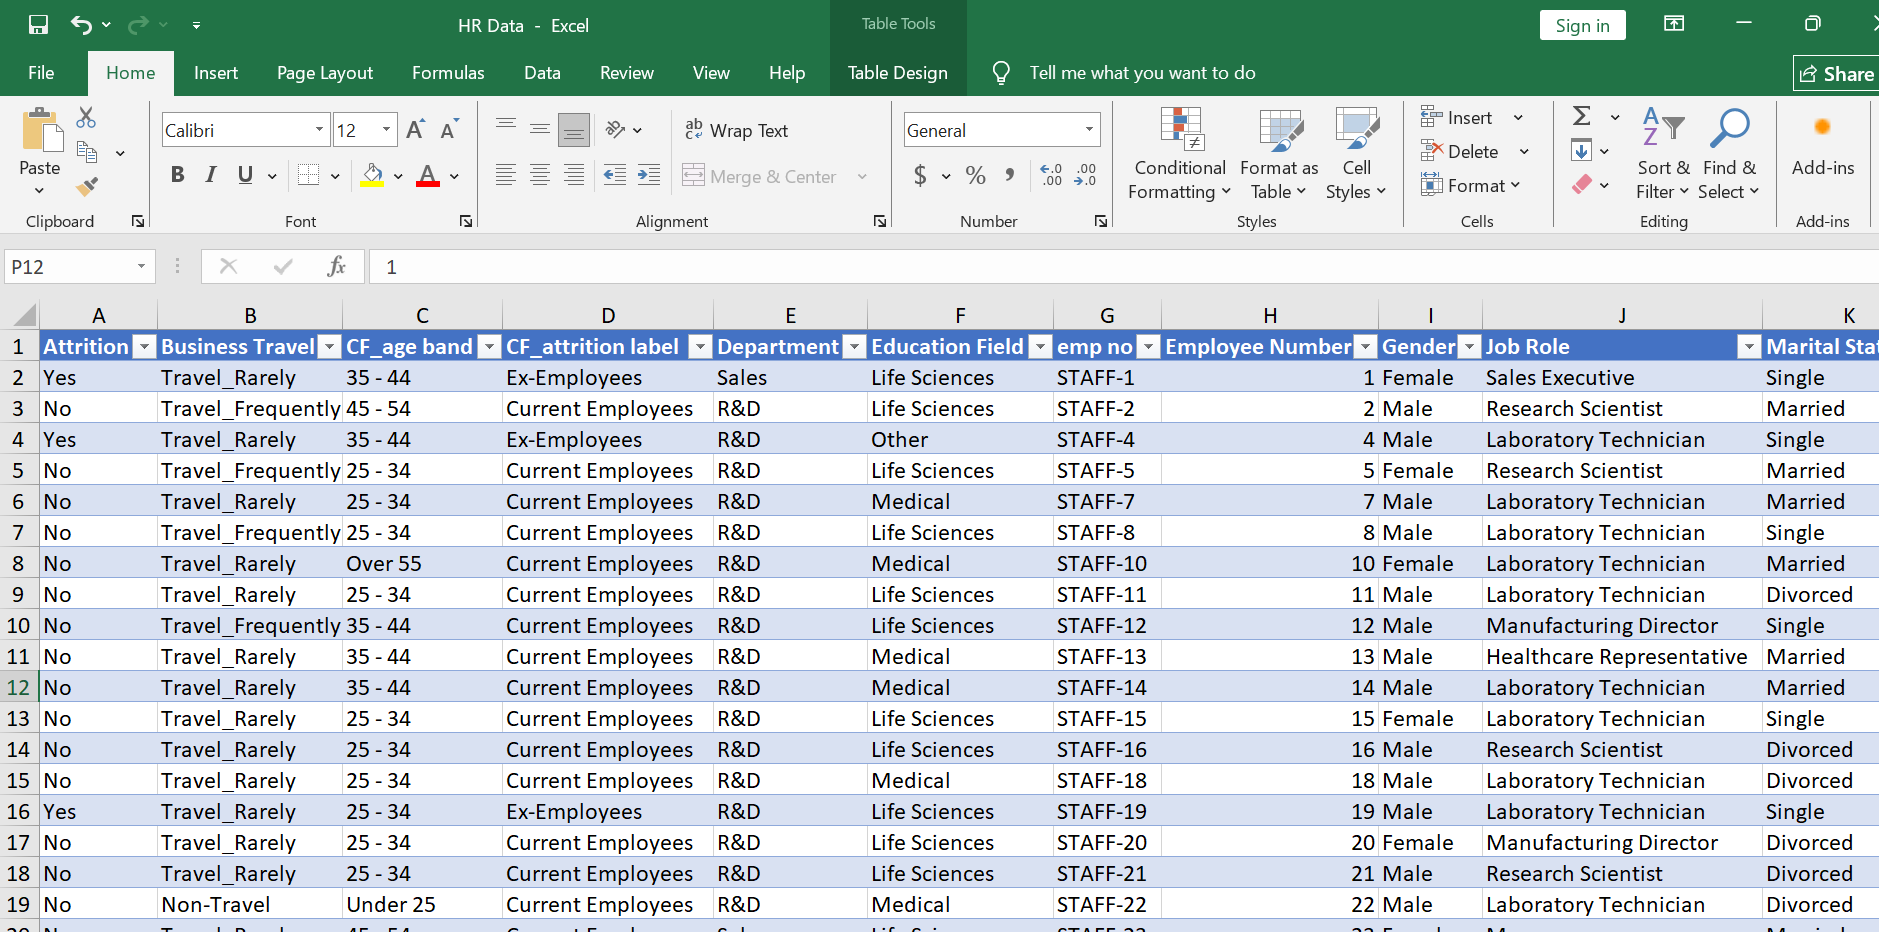 HR Data - Excel
Table Tools
Sign in
File Home Insert Page Layout Formulas Data Review View Help Table Design Tell me what you want to do Share
Calibri 12 A A ab c Wrap Text General Insert Σ A Z
Paste B I U A Merge & Center $ % , .0 .00 .00 .0 Conditional Formatting Format as Table Cell Styles Delete Format Sort & Filter Find & Select Add-ins
Clipboard Font Alignment Number Styles Cells Editing Add-ins
P12 fx 1
A B C D E F G H I J K
1 Attrition Business Travel CF_age band CF_attrition label Department Education Field emp no Employee Number Gender Job Role Marital Stat
2 Yes Travel_Rarely 35 - 44 Ex-Employees Sales Life Sciences STAFF-1 1 Female Sales Executive Single
3 No Travel_Frequently 45 - 54 Current Employees R&D Life Sciences STAFF-2 2 Male Research Scientist Married
4 Yes Travel_Rarely 35 - 44 Ex-Employees R&D Other STAFF-4 4 Male Laboratory Technician Single
5 No Travel_Frequently 25 - 34 Current Employees R&D Life Sciences STAFF-5 5 Female Research Scientist Married
6 No Travel_Rarely 25 - 34 Current Employees R&D Medical STAFF-7 7 Male Laboratory Technician Married
7 No Travel_Frequently 25 - 34 Current Employees R&D Life Sciences STAFF-8 8 Male Laboratory Technician Single
8 No Travel_Rarely Over 55 Current Employees R&D Medical STAFF-10 10 Female Laboratory Technician Married
9 No Travel_Rarely 25 - 34 Current Employees R&D Life Sciences STAFF-11 11 Male Laboratory Technician Divorced
10 No Travel_Frequently 35 - 44 Current Employees R&D Life Sciences STAFF-12 12 Male Manufacturing Director Single
11 No Travel_Rarely 35 - 44 Current Employees R&D Medical STAFF-13 13 Male Healthcare Representative Married
12 No Travel_Rarely 35 - 44 Current Employees R&D Medical STAFF-14 14 Male Laboratory Technician Married
13 No Travel_Rarely 25 - 34 Current Employees R&D Life Sciences STAFF-15 15 Female Laboratory Technician Single
14 No Travel_Rarely 25 - 34 Current Employees R&D Life Sciences STAFF-16 16 Male Research Scientist Divorced
15 No Travel_Rarely 25 - 34 Current Employees R&D Medical STAFF-18 18 Male Laboratory Technician Divorced
16 Yes Travel_Rarely 25 - 34 Ex-Employees R&D Life Sciences STAFF-19 19 Male Laboratory Technician Single
17 No Travel_Rarely 35 - 44 Current Employees R&D Life Sciences STAFF-20 20 Female Manufacturing Director Divorced
18 No Travel_Rarely 25 - 34 Current Employees R&D Life Sciences STAFF-21 21 Male Research Scientist Divorced
19 No Non-Travel Under 25 Current Employees R&D Medical STAFF-22 22 Male Laboratory Technician Divorced